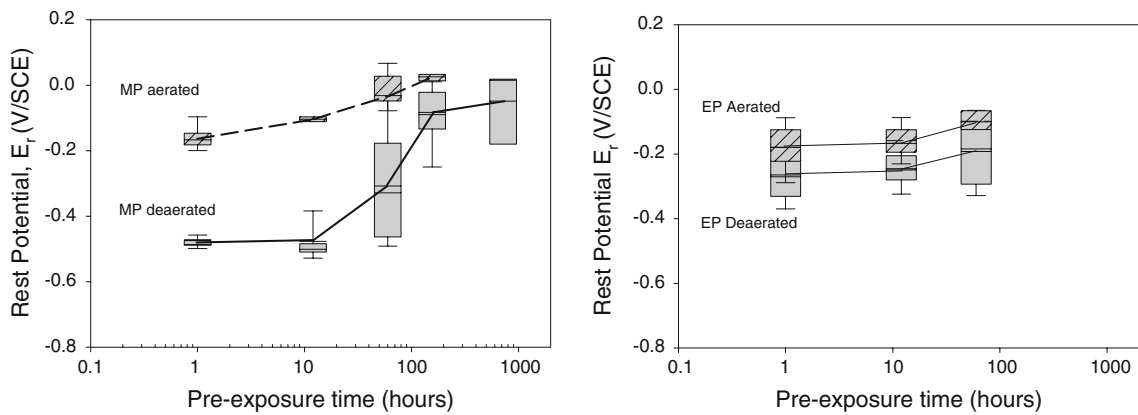 0.2
0.0
-0.2
-0.4
-0.6
-0.8
Rest Potential, E_r (V/SCE)
MP aerated
MP deaerated
0.1
1
10
100
1000
Pre-exposure time (hours)
0.2
0.0
-0.2
-0.4
-0.6
-0.8
Rest Potential E_r (V/SCE)
EP Aerated
EP Deaerated
0.1
1
10
100
1000
Pre-exposure time (hours)